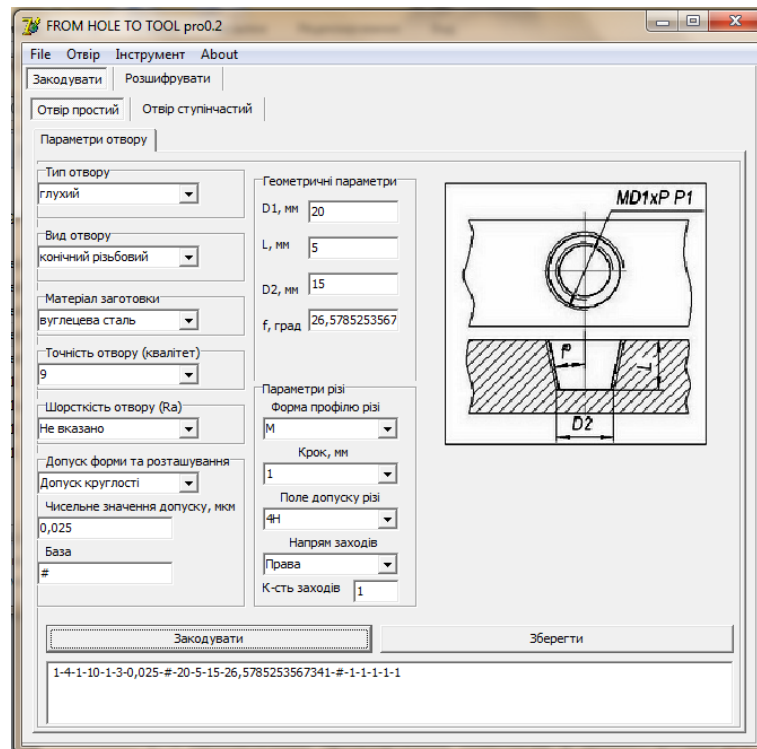 FROM HOLE TO TOOL pro0.2
File Отвір Інструмент About
Закодувати Розшифрувати
Отвір простий Отвір ступінчастий
Параметри отвору
Тип отвору
глухий
Вид отвору
конічний різьбовий
Матеріал заготовки
вуглецева сталь
Точність отвору (квалітет)
9
Шорсткість отвору (Ra)
Не вказано
Допуск форми та розташування
Допуск круглості
Чисельне значення допуску, мкм
0,025
База
#
Геометричні параметри
D1, мм 20
L, мм 5
D2, мм 15
f, град 26,5785253567
Параметри різі
Форма профілю різі
M
Крок, мм
1
Поле допуску різі
4H
Напрям заходів
Права
К-сть заходів 1
MD1xP P1
f°
L
D2
Закодувати Зберегти
1-4-1-10-1-3-0,025-#-20-5-15-26,5785253567341-#-1-1-1-1-1